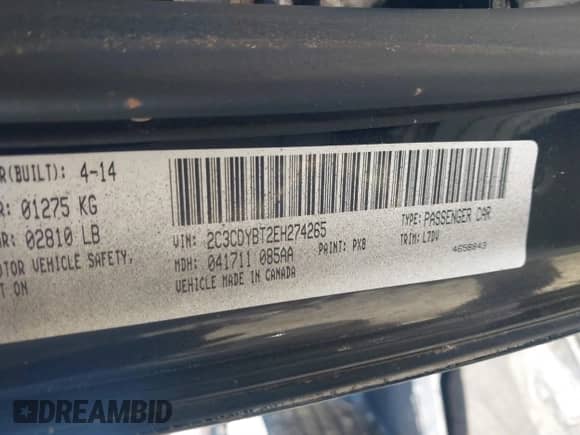 R(BUILT): 4-14
R: 01275 KG
R: 02810 LB
OTOR VEHICLE SAFETY,
T ON
VIN: 2C3CDYBT2EH274265
MDH: 041711 085AA
VEHICLE MADE IN CANADA
PAINT: PX8
TYPE: PASSENGER CAR
TRIM: L7DV
4658843
DREAMBID